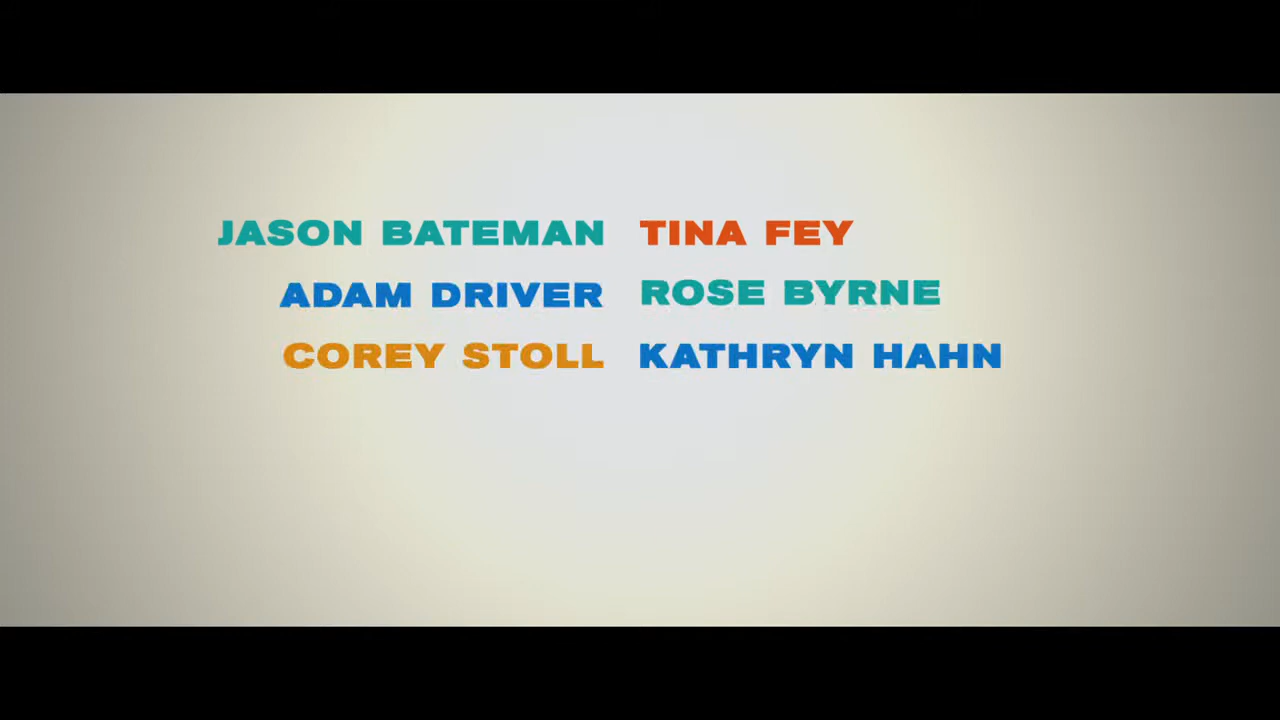 JASON BATEMAN TINA FEY
ADAM DRIVER ROSE BYRNE
COREY STOLL KATHRYN HAHN